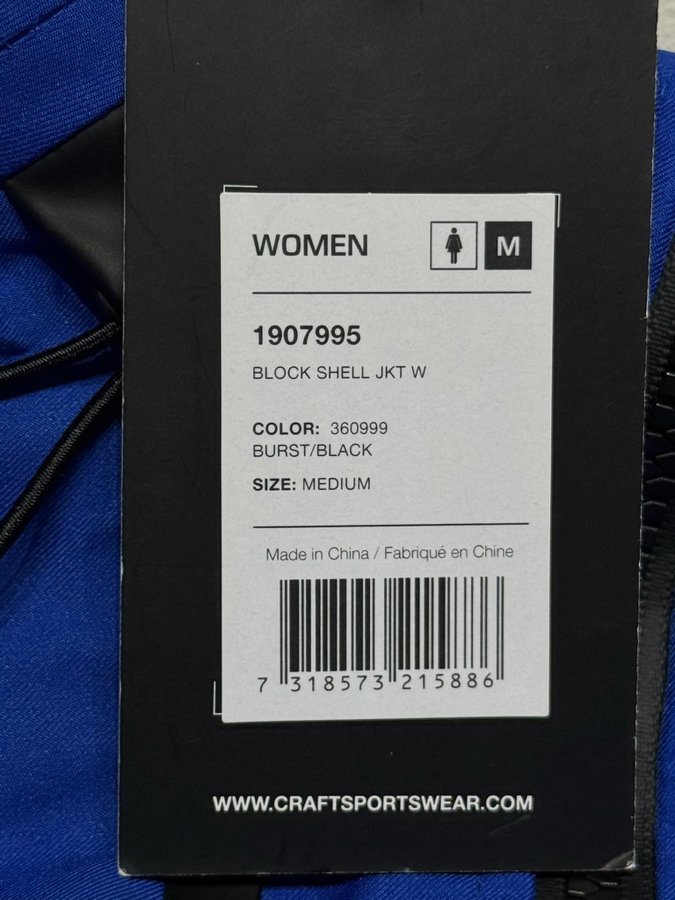 WOMEN M
1907995
BLOCK SHELL JKT W
COLOR: 360999
BURST/BLACK
SIZE: MEDIUM
Made in China / Fabriqué en Chine
7 318573 215886
WWW.CRAFTSPORTSWEAR.COM